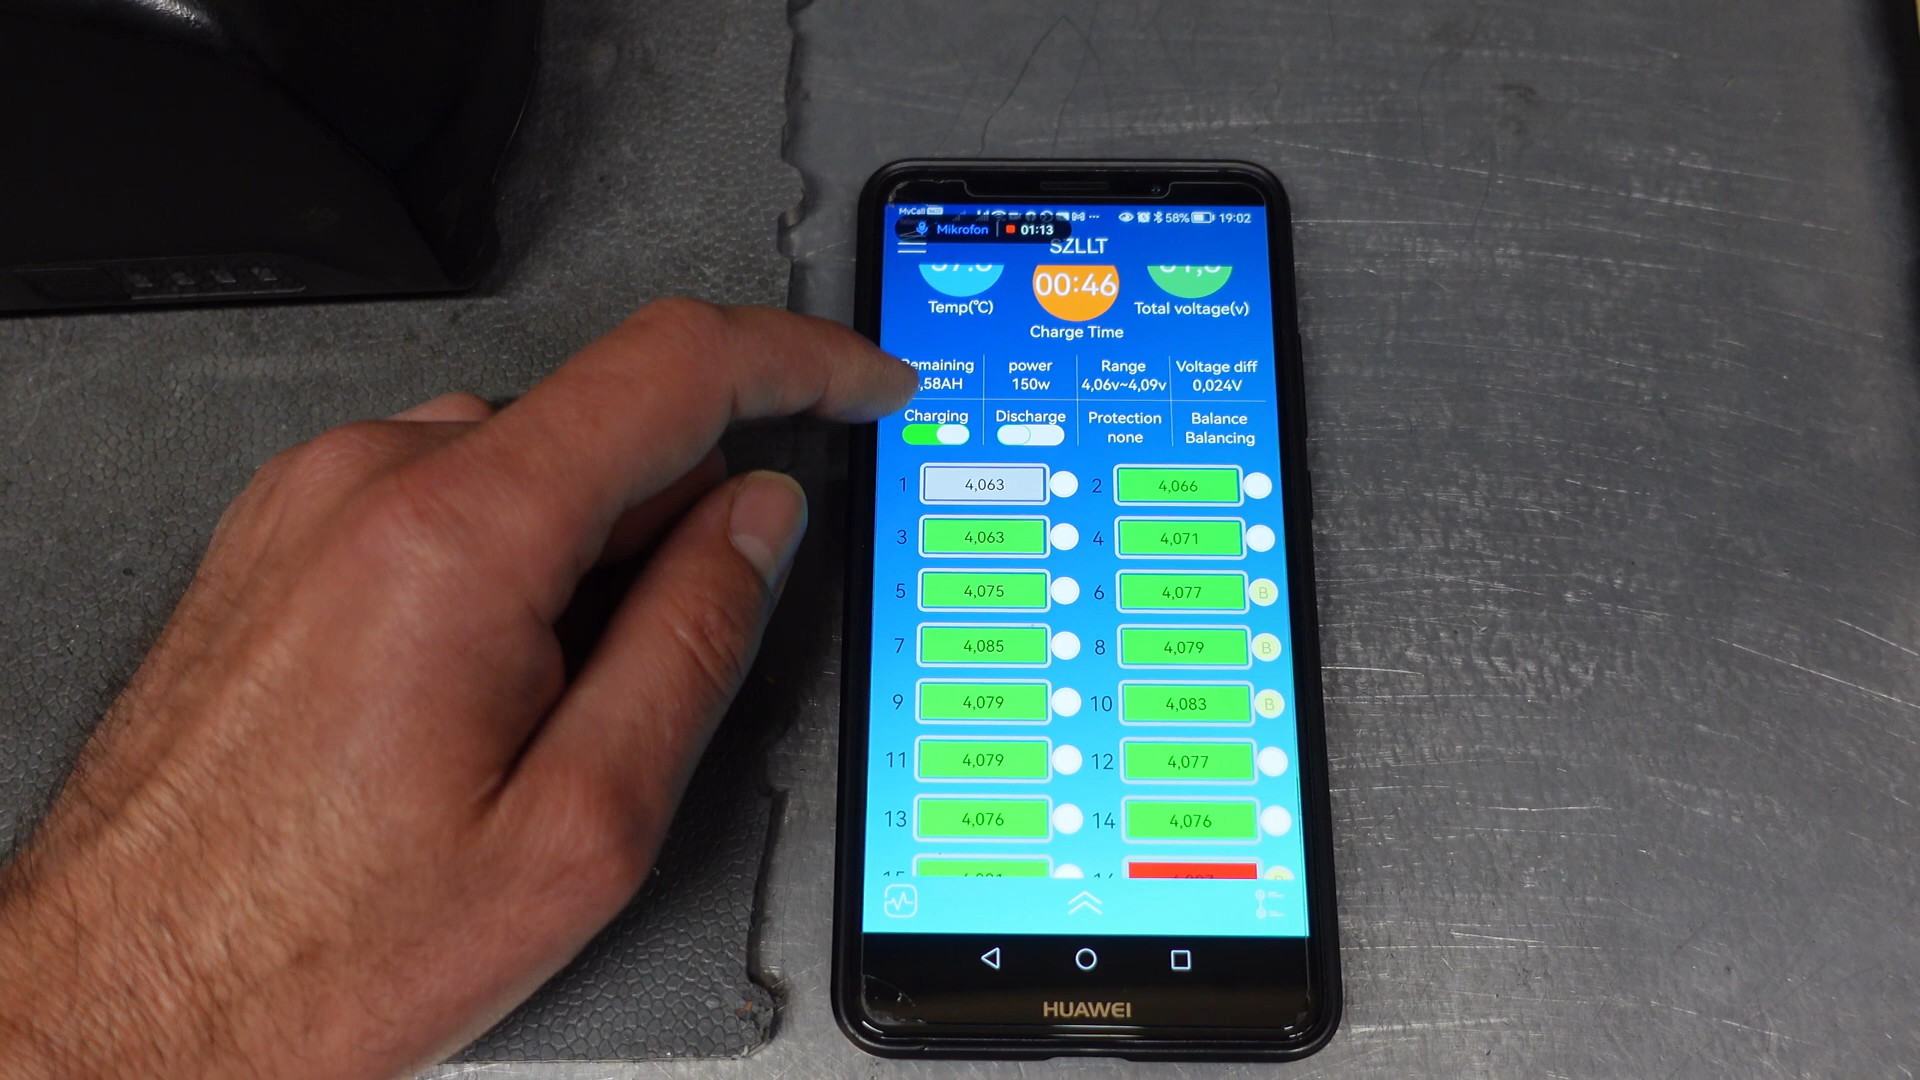 MyCall
58% 19:02
Mikrofon 01:13
SZLLT
00:46
Temp(℃) Total voltage(v)
Charge Time
Remaining power Range Voltage diff
,58AH 150w 4,06v~4,09v 0,024V
Charging Discharge Protection Balance
none Balancing
1 4,063 2 4,066
3 4,063 4 4,071
5 4,075 6 4,077 B
7 4,085 8 4,079 B
9 4,079 10 4,083 B
11 4,079 12 4,077
13 4,076 14 4,076
HUAWEI